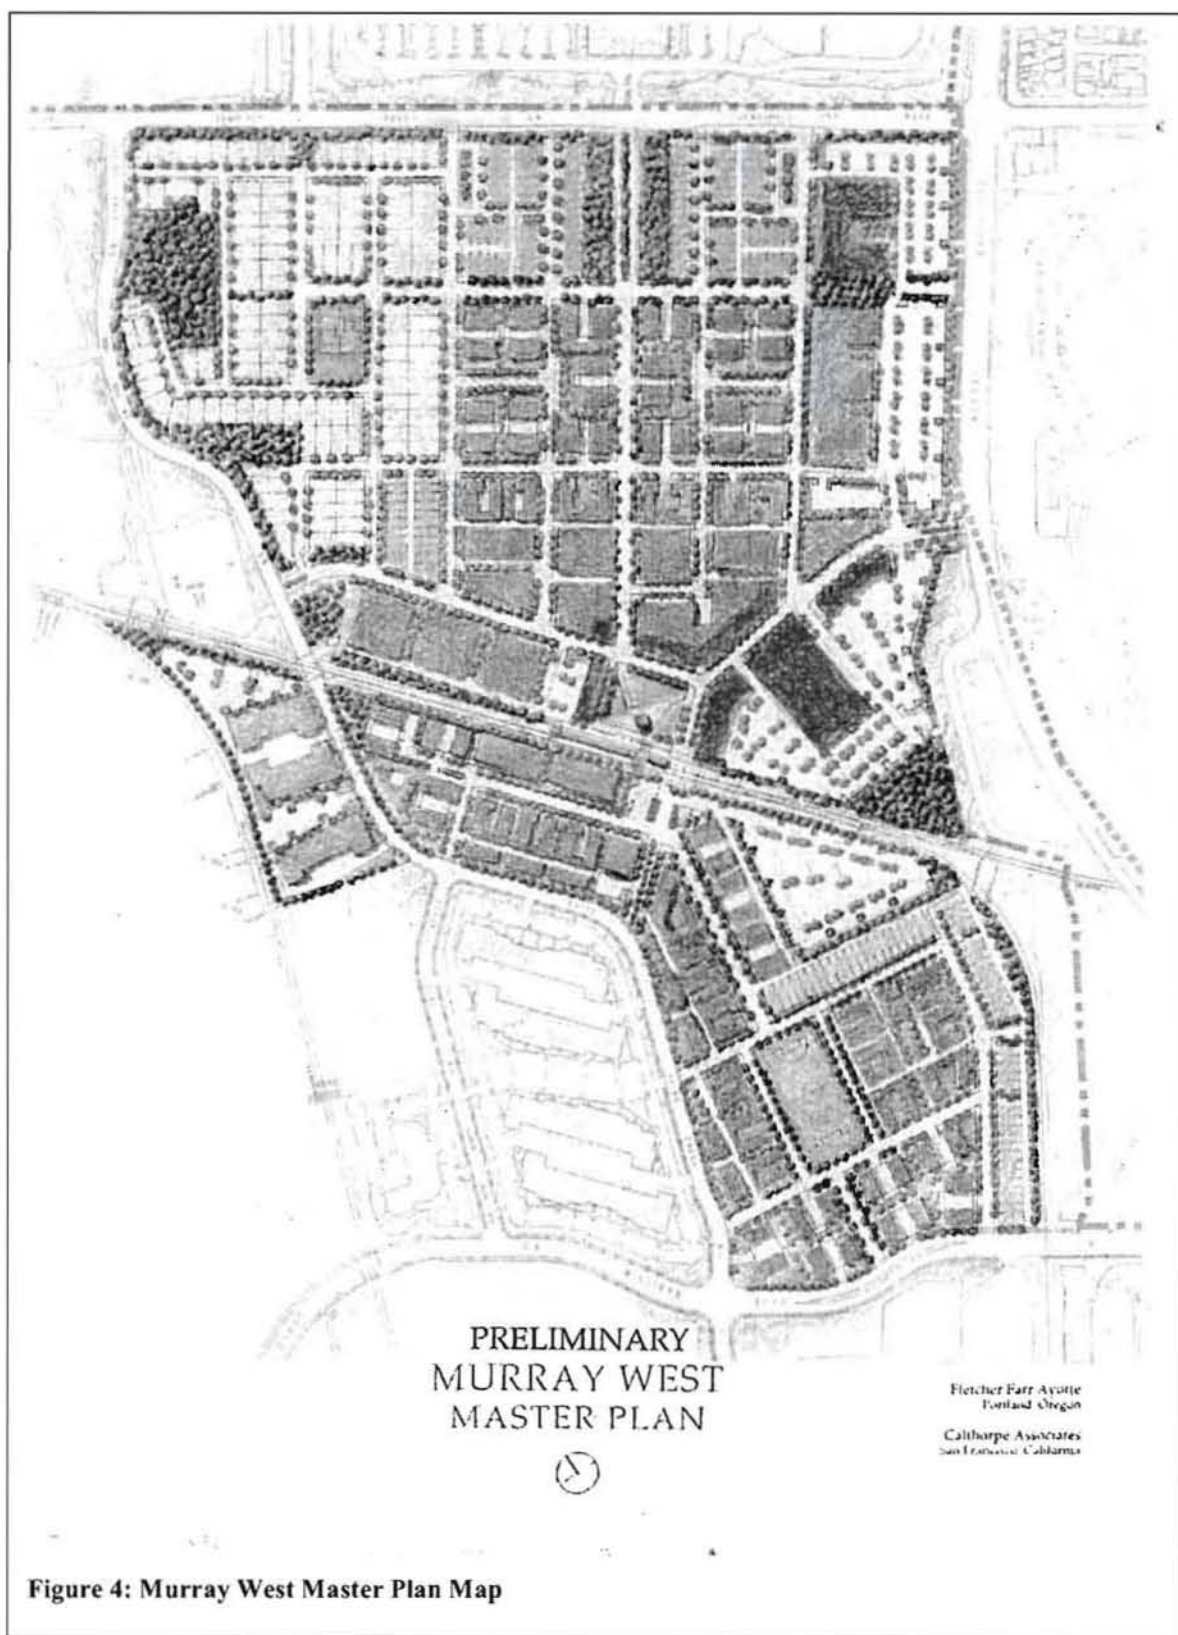 PRELIMINARY
MURRAY WEST
MASTER PLAN
Fletcher Farr Ayotte
Portland Oregon
Calthorpe Associates
San Francisco California
Figure 4: Murray West Master Plan Map